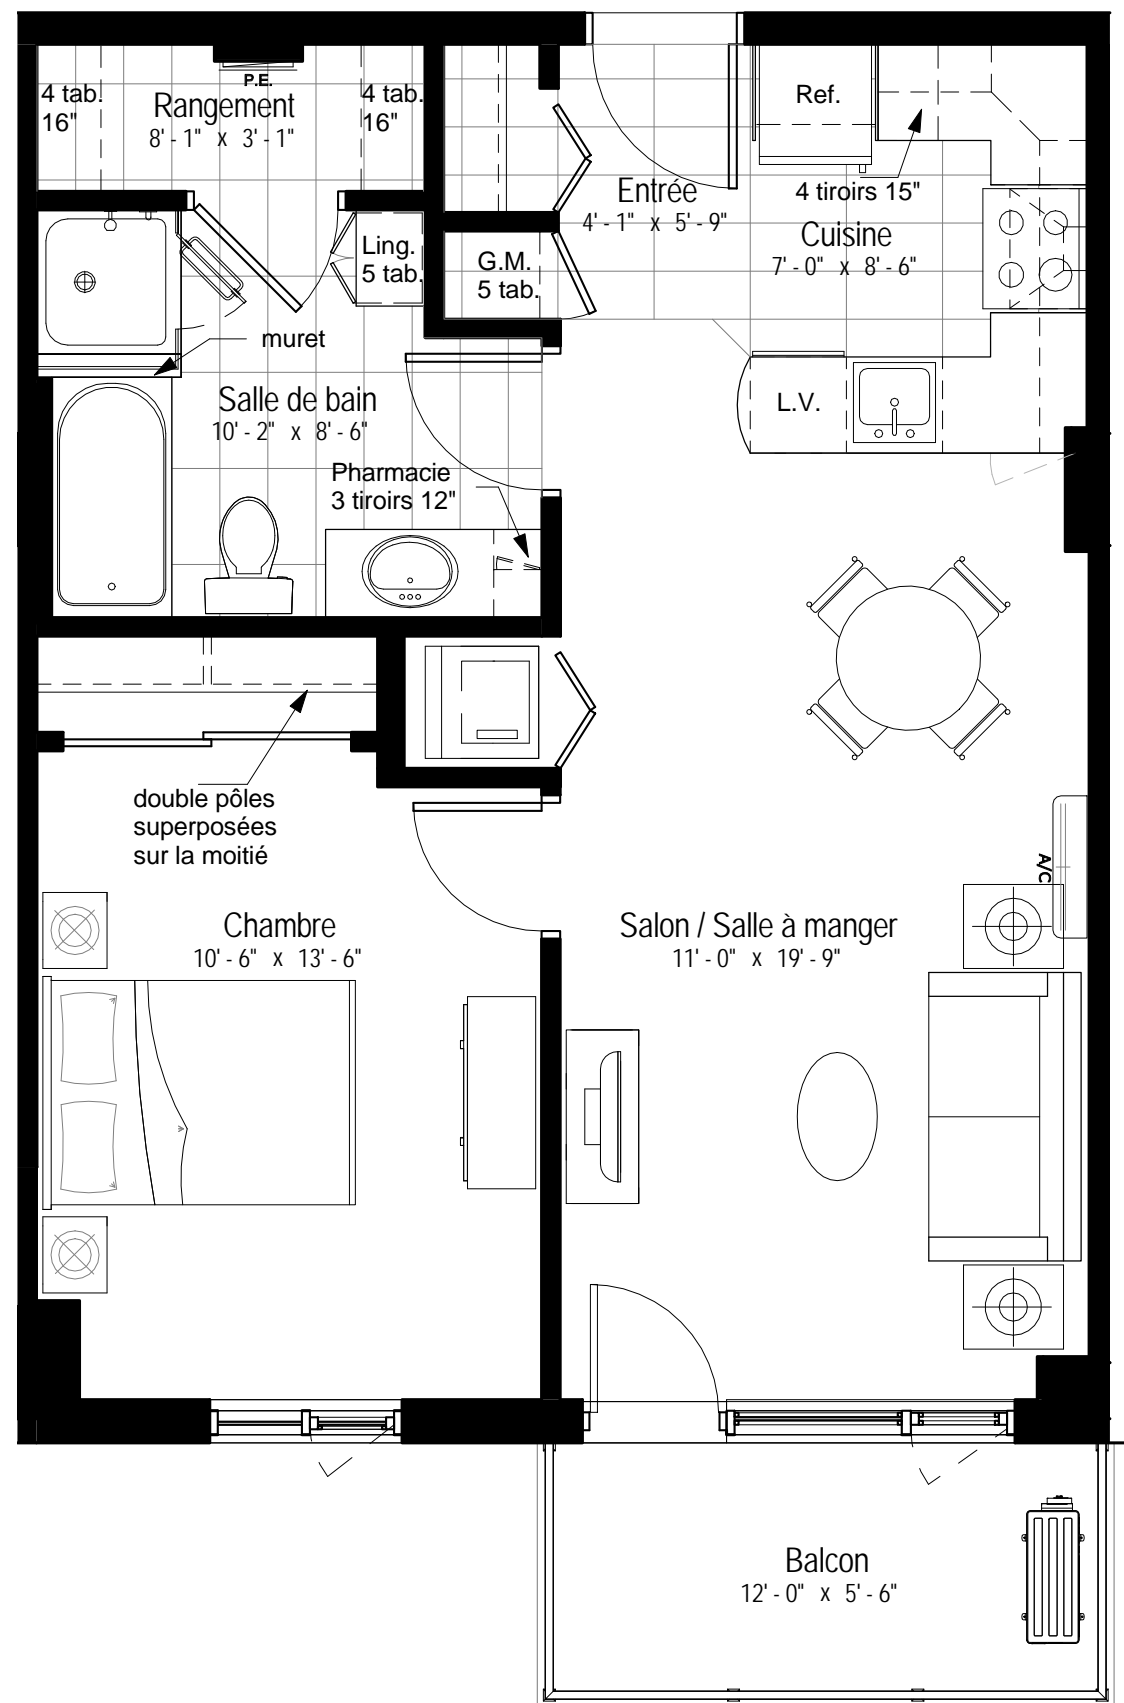 P.E.
4 tab.
16"
Rangement
8' - 1" x 3' - 1"
4 tab.
16"
Ref.
4 tiroirs 15"
Entrée
4' - 1" x 5' - 9"
Cuisine
7' - 0" x 8' - 6"
Ling.
5 tab.
G.M.
5 tab.
muret
Salle de bain
10' - 2" x 8' - 6"
L.V.
Pharmacie
3 tiroirs 12"
double pôles
superposées
sur la moitié
A/C
Chambre
10' - 6" x 13' - 6"
Salon / Salle à manger
11' - 0" x 19' - 9"
Balcon
12' - 0" x 5' - 6"